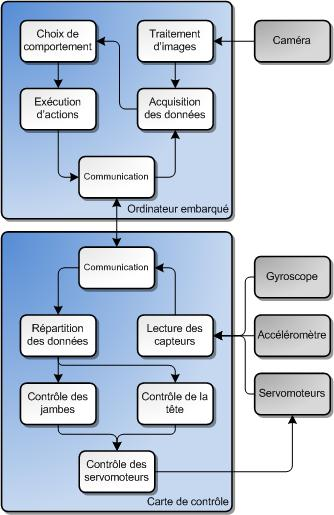 Choix de
comportement
Traitement
d'images
Caméra
Exécution
d'actions
Acquisition
des données
Communication
Ordinateur embarqué
Communication
Gyroscope
Répartition
des données
Lecture des
capteurs
Accéléromètre
Contrôle des
jambes
Contrôle de la
tête
Servomoteurs
Contrôle des
servomoteurs
Carte de contrôle